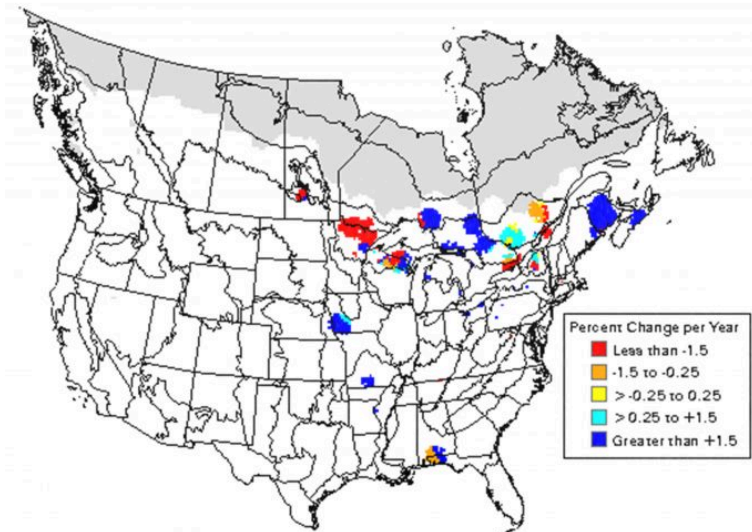 Percent Change per Year
Less than -1.5
-1.5 to -0.25
> -0.25 to 0.25
> 0.25 to +1.5
Greater than +1.5